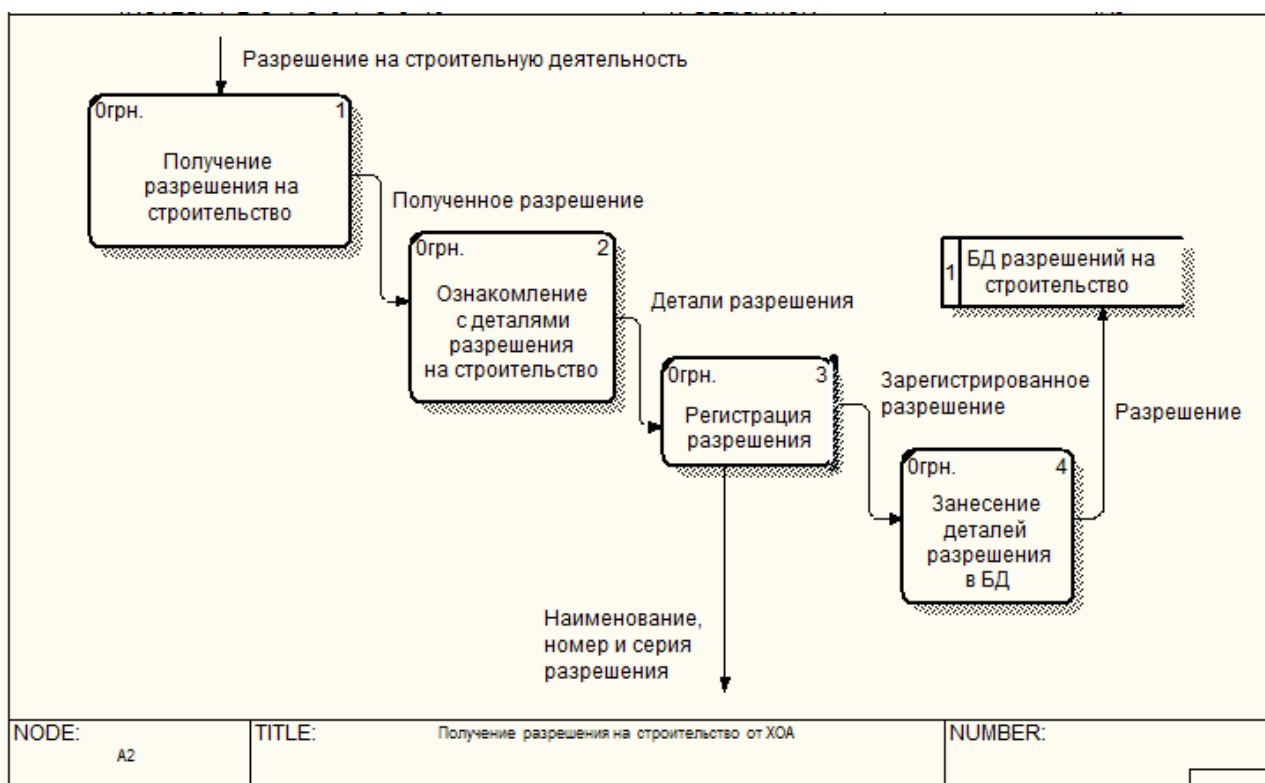 Разрешение на строительную деятельность
0грн. 1
Получение
разрешения на
строительство
Полученное разрешение
0грн. 2
Ознакомление
с деталями
разрешения
на строительство
Детали разрешения
1 БД разрешений на
строительство
0грн. 3
Регистрация
разрешения
Зарегистрированное
разрешение
Разрешение
0грн. 4
Занесение
деталей
разрешения
в БД
Наименование,
номер и серия
разрешения
NODE:
A2
TITLE:
Получение разрешения на строительство от ХОА
NUMBER: